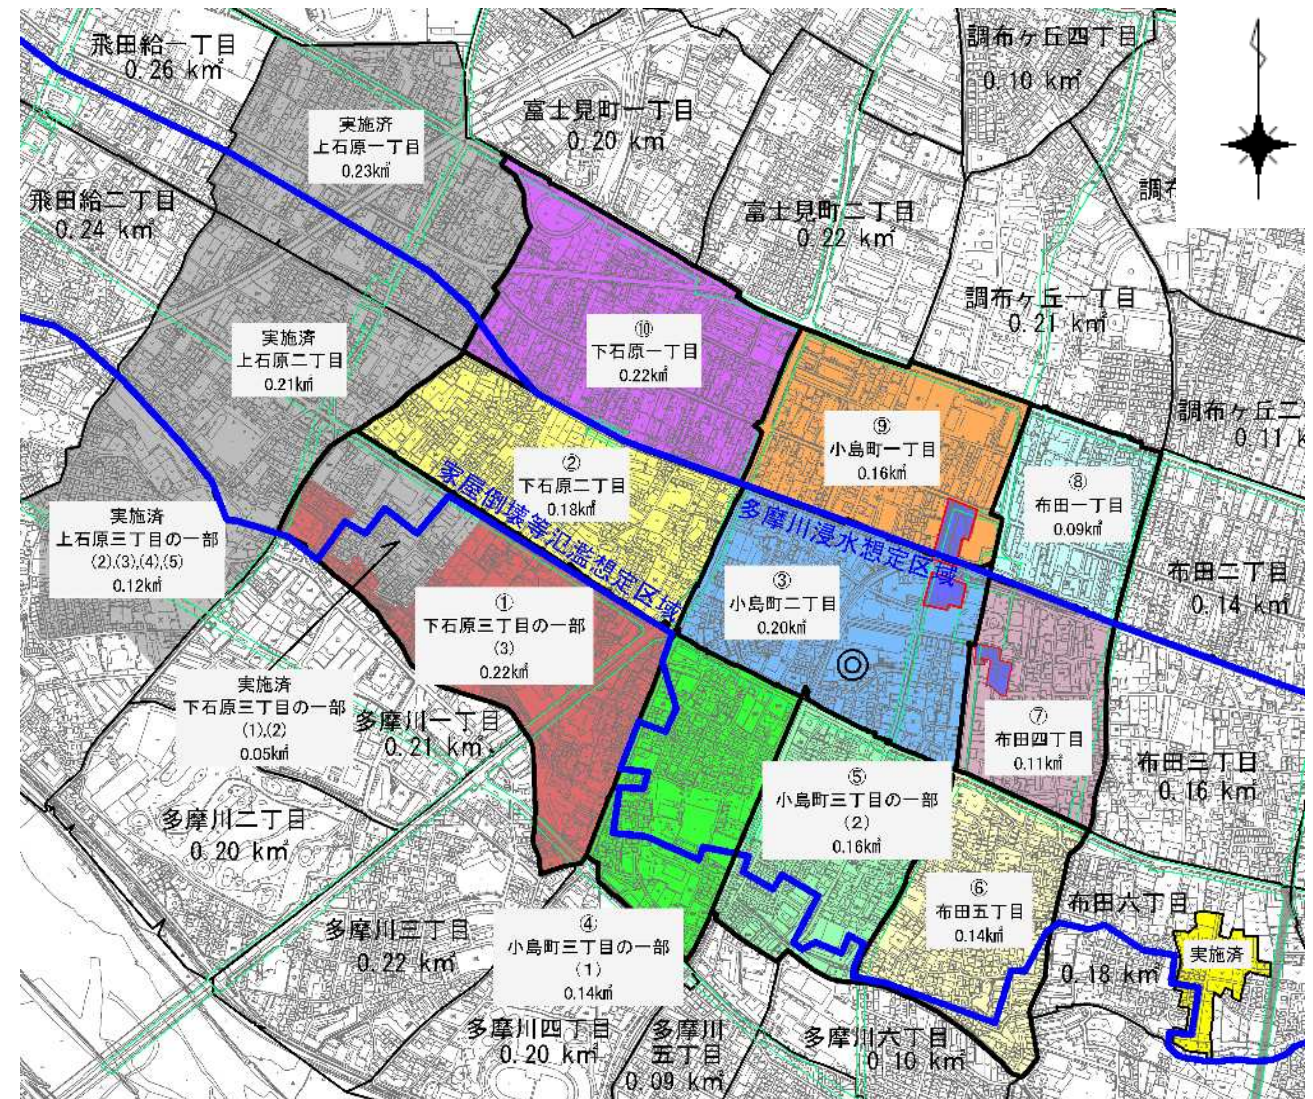 飛田給一丁目
0.26 km²
調布ヶ丘四丁目
0.10 km²
実施済
上石原一丁目
0.23km²
富士見町一丁目
0.20 km²
飛田給二丁目
0.24 km²
富士見町二丁目
0.22 km²
調布ヶ丘一丁目
0.21 km²
実施済
上石原二丁目
0.21km²
⑩
下石原一丁目
0.22km²
調布ヶ丘二
0.11 k
⑨
小島町一丁目
0.16km²
②
下石原二丁目
0.18km²
⑧
布田一丁目
0.09km²
家屋倒壊等氾濫想定区域
多摩川浸水想定区域
実施済
上石原三丁目の一部
(2),(3),(4),(5)
0.12km²
③
小島町二丁目
0.20km²
布田二丁目
0.14 km²
①
下石原三丁目の一部
(3)
0.22km²
実施済
下石原三丁目の一部
(1),(2)
0.05km²
多摩川一丁目
0.21 km²
⑦
布田四丁目
0.11km²
布田三丁目
0.16 km²
⑤
小島町三丁目の一部
(2)
0.16km²
多摩川二丁目
0.20 km²
⑥
布田五丁目
0.14km²
布田六丁目
0.18 km²
実施済
多摩川三丁目
0.22 km²
④
小島町三丁目の一部
(1)
0.14km²
多摩川四丁目
0.20 km²
多摩川
五丁目
0.09 km²
多摩川六丁目
0.10 km²